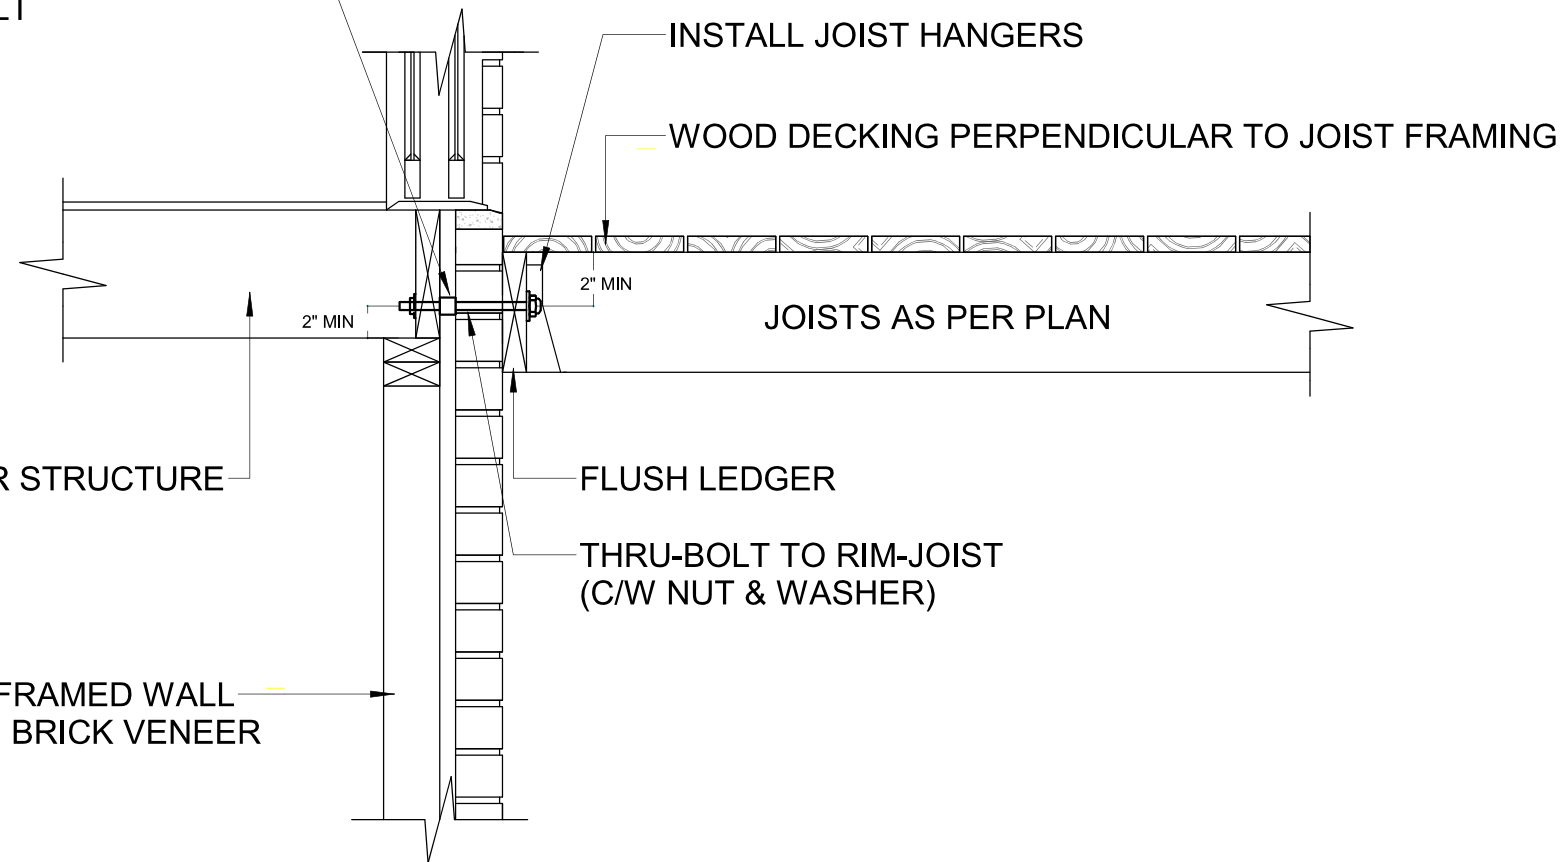 INSTALL JOIST HANGERS
WOOD DECKING PERPENDICULAR TO JOIST FRAMING
2" MIN
2" MIN
JOISTS AS PER PLAN
R STRUCTURE
FLUSH LEDGER
THRU-BOLT TO RIM-JOIST
(C/W NUT & WASHER)
FRAMED WALL
BRICK VENEER